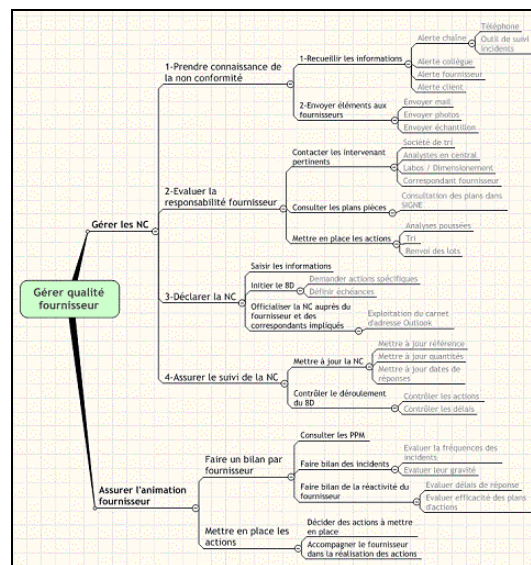 Téléphone
Alerte chaîne
Outil de suivi
incidents
1-Prendre connaissance de
la non conformité
1-Recueillir les informations
Alerte collègue
Alerte fournisseur
Alerte client
2-Envoyer éléments aux
fournisseurs
Envoyer mail
Envoyer photos
Envoyer échantillon
Gérer les NC
2-Evaluer la
responsabilité fournisseur
Contacter les intervenant
pertinents
Société de tri
Analystes en central
Labos / Dimensionement
Correspondant fournisseur
Consulter les plans pièces
Consultation des plans dans
SIGNE
Mettre en place les actions
Analyses poussées
Tri
Renvoi des lots
3-Déclarer la NC
Saisir les informations
Initier le 8D
Demander actions spécifiques
Définir échéances
Officialiser la NC auprès du
fournisseur et des
correspondants impliqués
Exploitation du carnet
d'adresse Outlook
Gérer qualité
fournisseur
4-Assurer le suivi de la NC
Mettre à jour la NC
Mettre à jour référence
Mettre à jour quantités
Mettre à jour dates de
réponses
Contrôler le déroulement
du 8D
Contrôler les actions
Contrôler les délais
Assurer l'animation
fournisseur
Faire un bilan par
fournisseur
Consulter les PPM
Faire bilan des incidents
Evaluer la fréquences des
incidents
Evaluer leur gravité
Faire bilan de la réactivité du
fournisseur
Evaluer délais de réponse
Evaluer efficacité des plans
d'actions
Mettre en place les
actions
Décider des actions à mettre
en place
Accompagner le fournisseur
dans la réalisation des actions